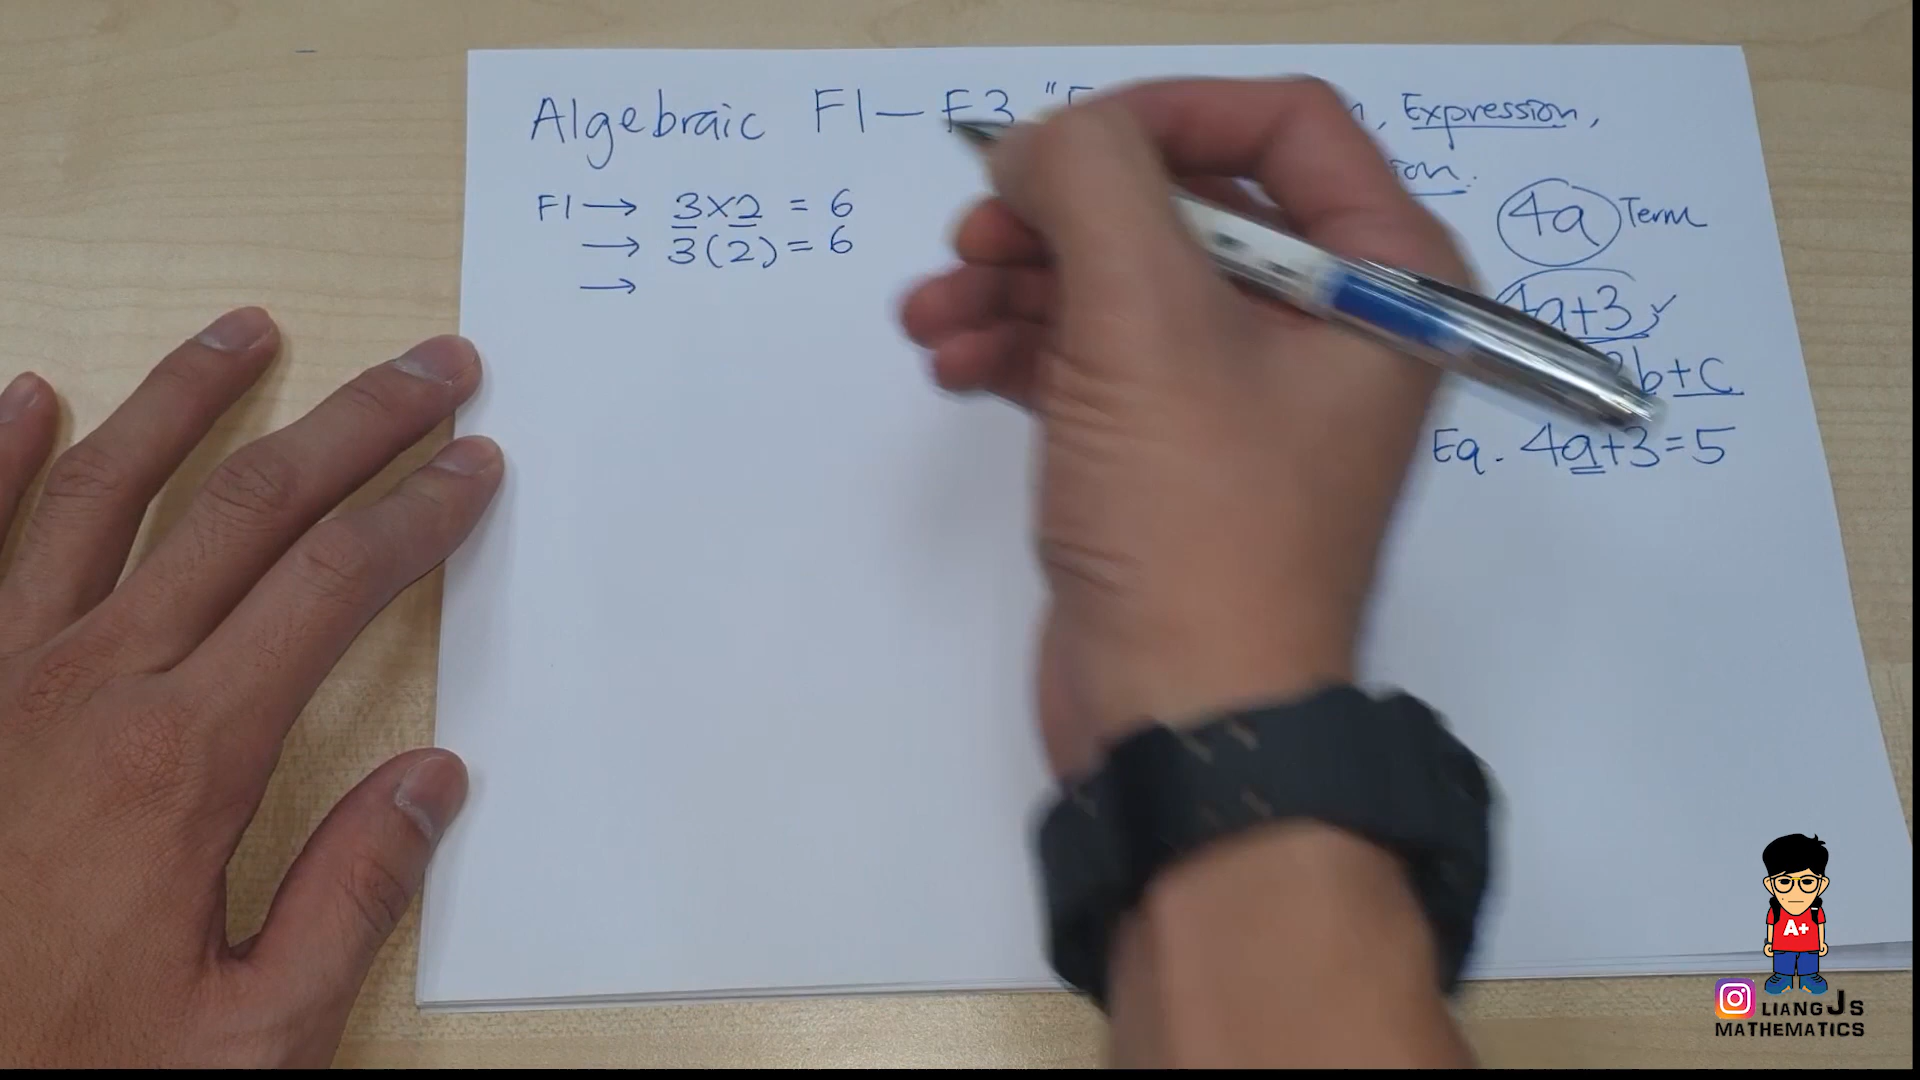 Algebraic F1 — F3 , Expression,
F1 → 3×2 = 6
→ 3(2) = 6
→
4a Term
4a+3 ✓
b+c
Eq. 4a+3=5
A+
LIANGJS
MATHEMATICS